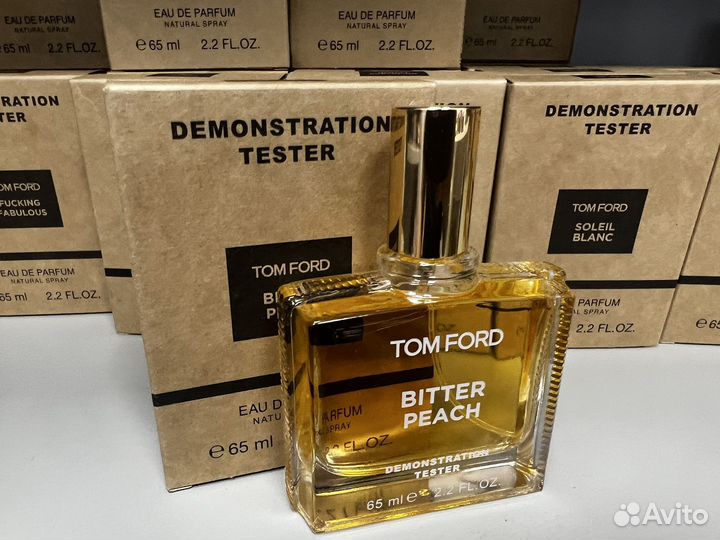 EAU DE PARFUM
NATURAL SPRAY
℮ 65 ml 2.2 FL.OZ.
EAU DE PARFUM
NATURAL SPRAY
℮ 65 ml 2.2 FL.OZ.
EAU DE PARFUM
NATURAL SPRAY
℮ 65 ml 2.2 FL.OZ.
DEMONSTRATION
TESTER
TOM FORD
FUCKING
FABULOUS
EAU DE PARFUM
NATURAL SPRAY
65 ml 2.2 FL.OZ.
DEMONSTRATION
TESTER
TOM FORD
EAU DE
℮ 65 ml
DEMONSTRATION
TESTER
TOM FORD
SOLEIL
BLANC
PARFUM
SPRAY
2.2 FL.OZ.
TOM FORD
BITTER
PEACH
DEMONSTRATION
TESTER
65 ml ℮ 2.2 FL.OZ.
Avito